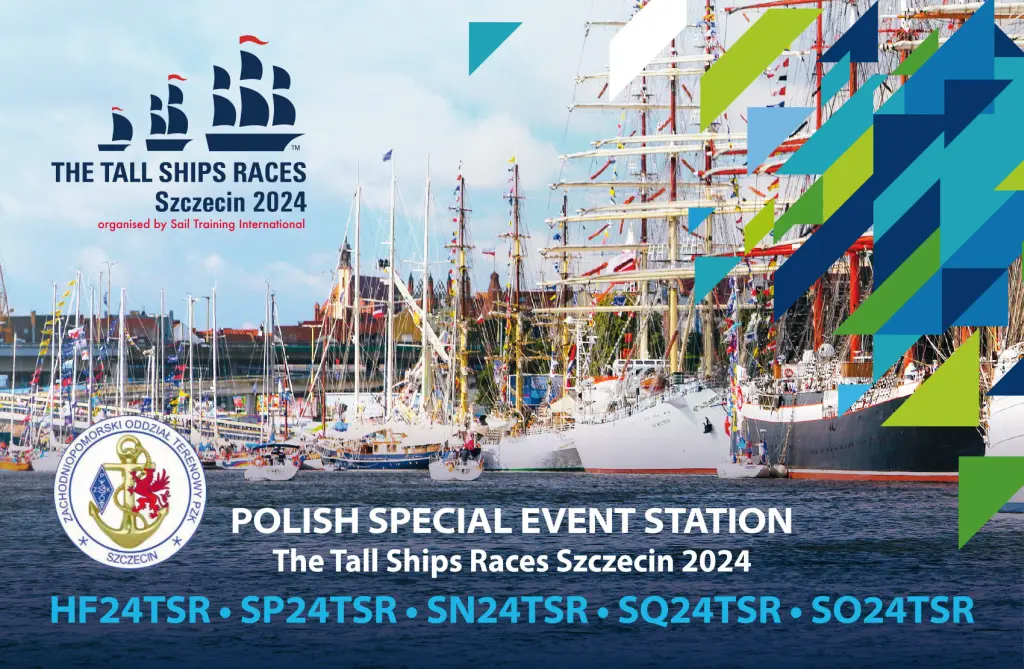 THE TALL SHIPS RACES
™
Szczecin 2024
organised by Sail Training International
ZACHODNIOPOMORSKI ODDZIAŁ TERENOWY PZK
SZCZECIN
POLISH SPECIAL EVENT STATION
The Tall Ships Races Szczecin 2024
HF24TSR • SP24TSR • SN24TSR • SQ24TSR • SO24TSR